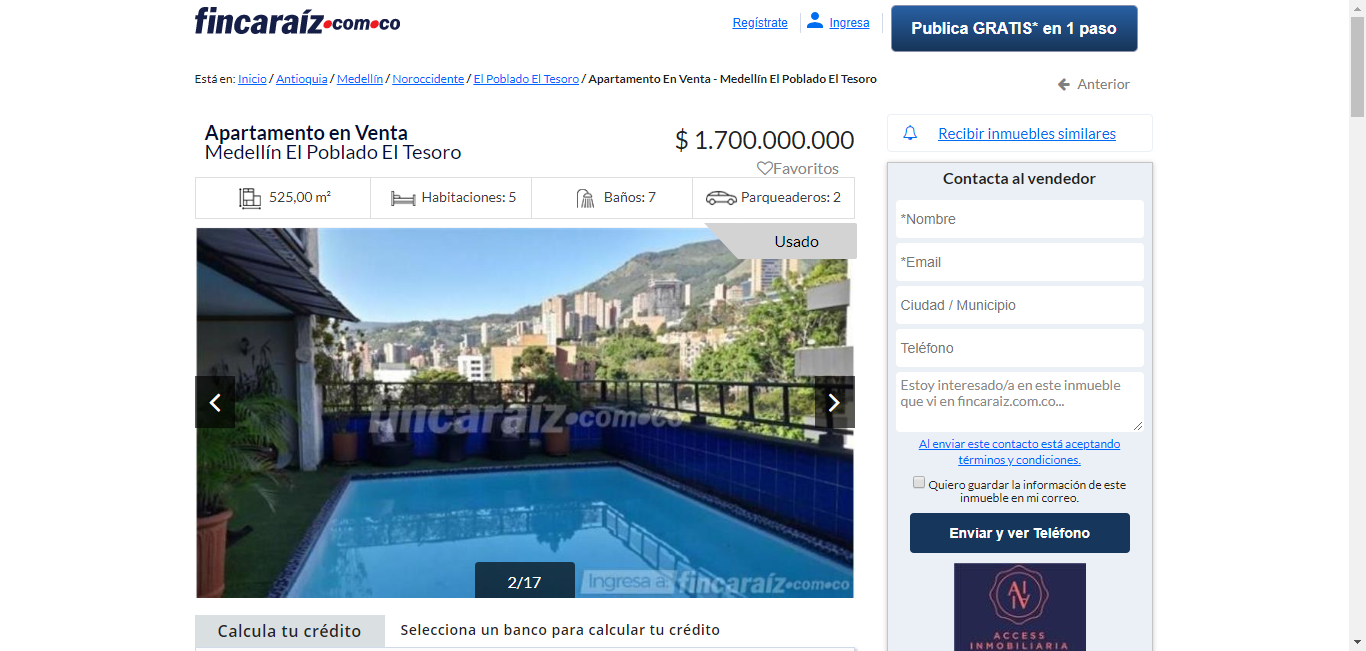 fincaraíz.com.co
Regístrate
Ingresa
Publica GRATIS* en 1 paso
Está en: Inicio / Antioquia / Medellín / Noroccidente / El Poblado El Tesoro / Apartamento En Venta - Medellín El Poblado El Tesoro
Anterior
Apartamento en Venta
Medellín El Poblado El Tesoro
$ 1.700.000.000
Favoritos
525,00 m²
Habitaciones: 5
Baños: 7
Parqueaderos: 2
Usado
fincaraíz.com.co
2/17
Ingresa a: fincaraíz.com.co
Calcula tu crédito
Selecciona un banco para calcular tu crédito
Recibir inmuebles similares
Contacta al vendedor
*Nombre
*Email
Ciudad / Municipio
Teléfono
Estoy interesado/a en este inmueble
que vi en fincaraiz.com.co...
Al enviar este contacto está aceptando
términos y condiciones.
Quiero guardar la información de este
inmueble en mi correo.
Enviar y ver Teléfono
ACCESS
INMOBILIARIA